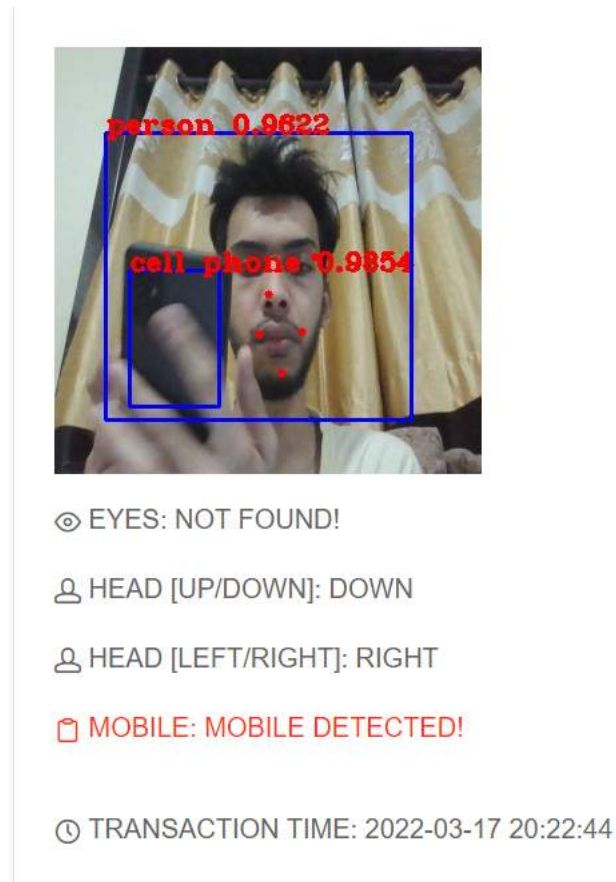 person 0.9622
cell phone 0.9854
EYES: NOT FOUND!
HEAD [UP/DOWN]: DOWN
HEAD [LEFT/RIGHT]: RIGHT
MOBILE: MOBILE DETECTED!
TRANSACTION TIME: 2022-03-17 20:22:44